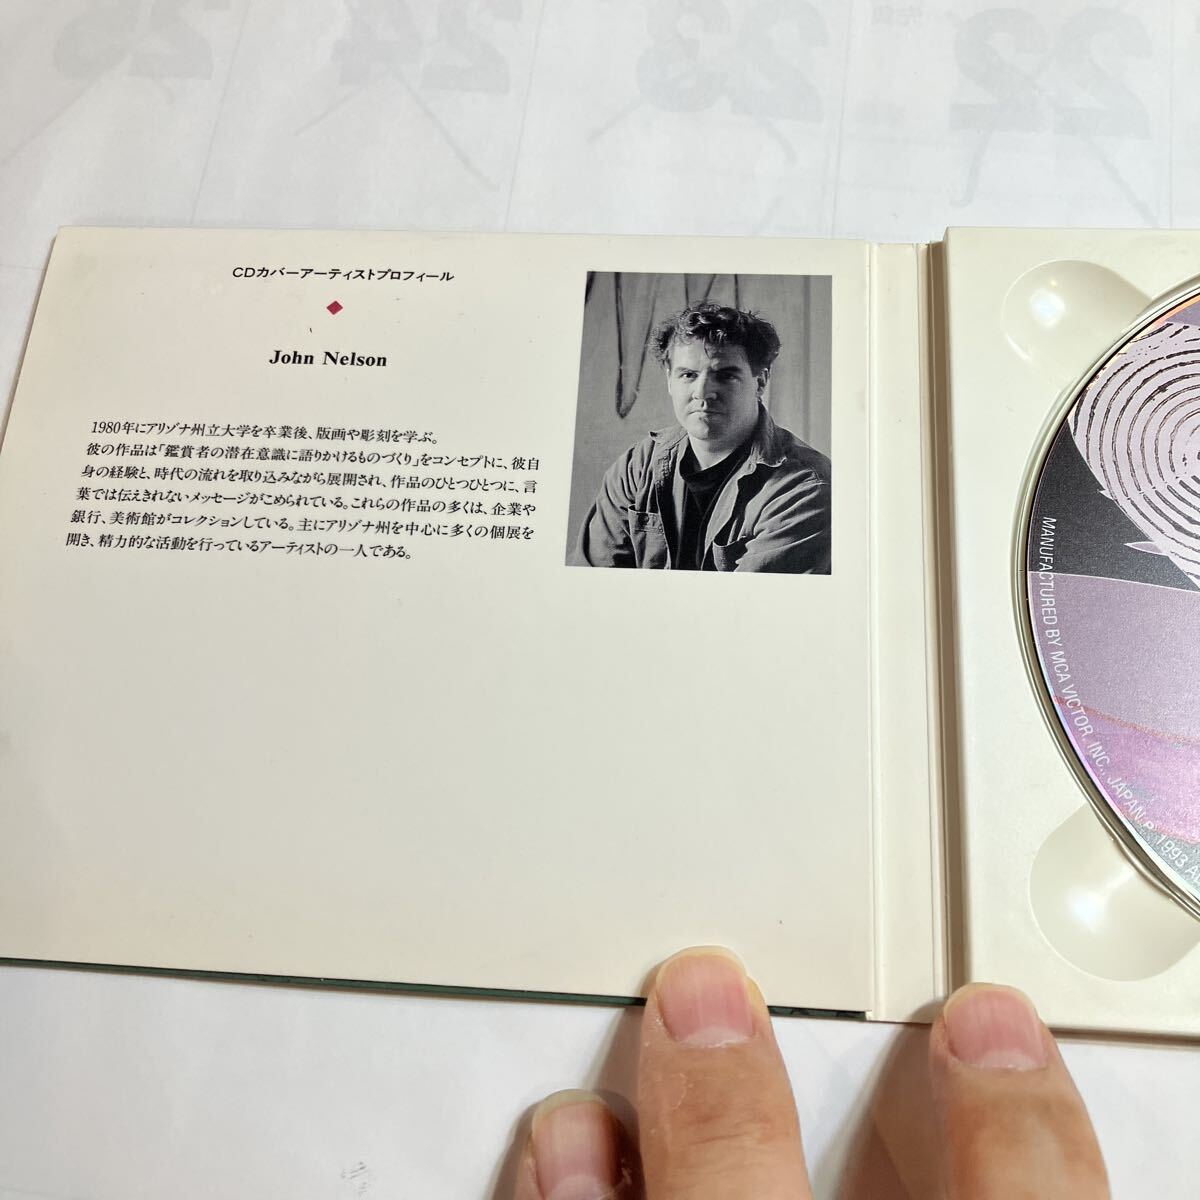 CDカバーアーティストプロフィール
John Nelson
1980年にアリゾナ州立大学を卒業後、版画や彫刻を学ぶ。
彼の作品は「鑑賞者の潜在意識に語りかけるものづくり」をコンセプトに、彼自
身の経験と、時代の流れを取り込みながら展開され、作品のひとつひとつに、言
葉では伝えきれないメッセージがこめられている。これらの作品の多くは、企業や
銀行、美術館がコレクションしている。主にアリゾナ州を中心に多くの個展を
開き、精力的な活動を行っているアーティストの一人である。
MANUFACTURED BY MCA VICTOR, INC., JAPAN. P. 1993
25
24
23
22